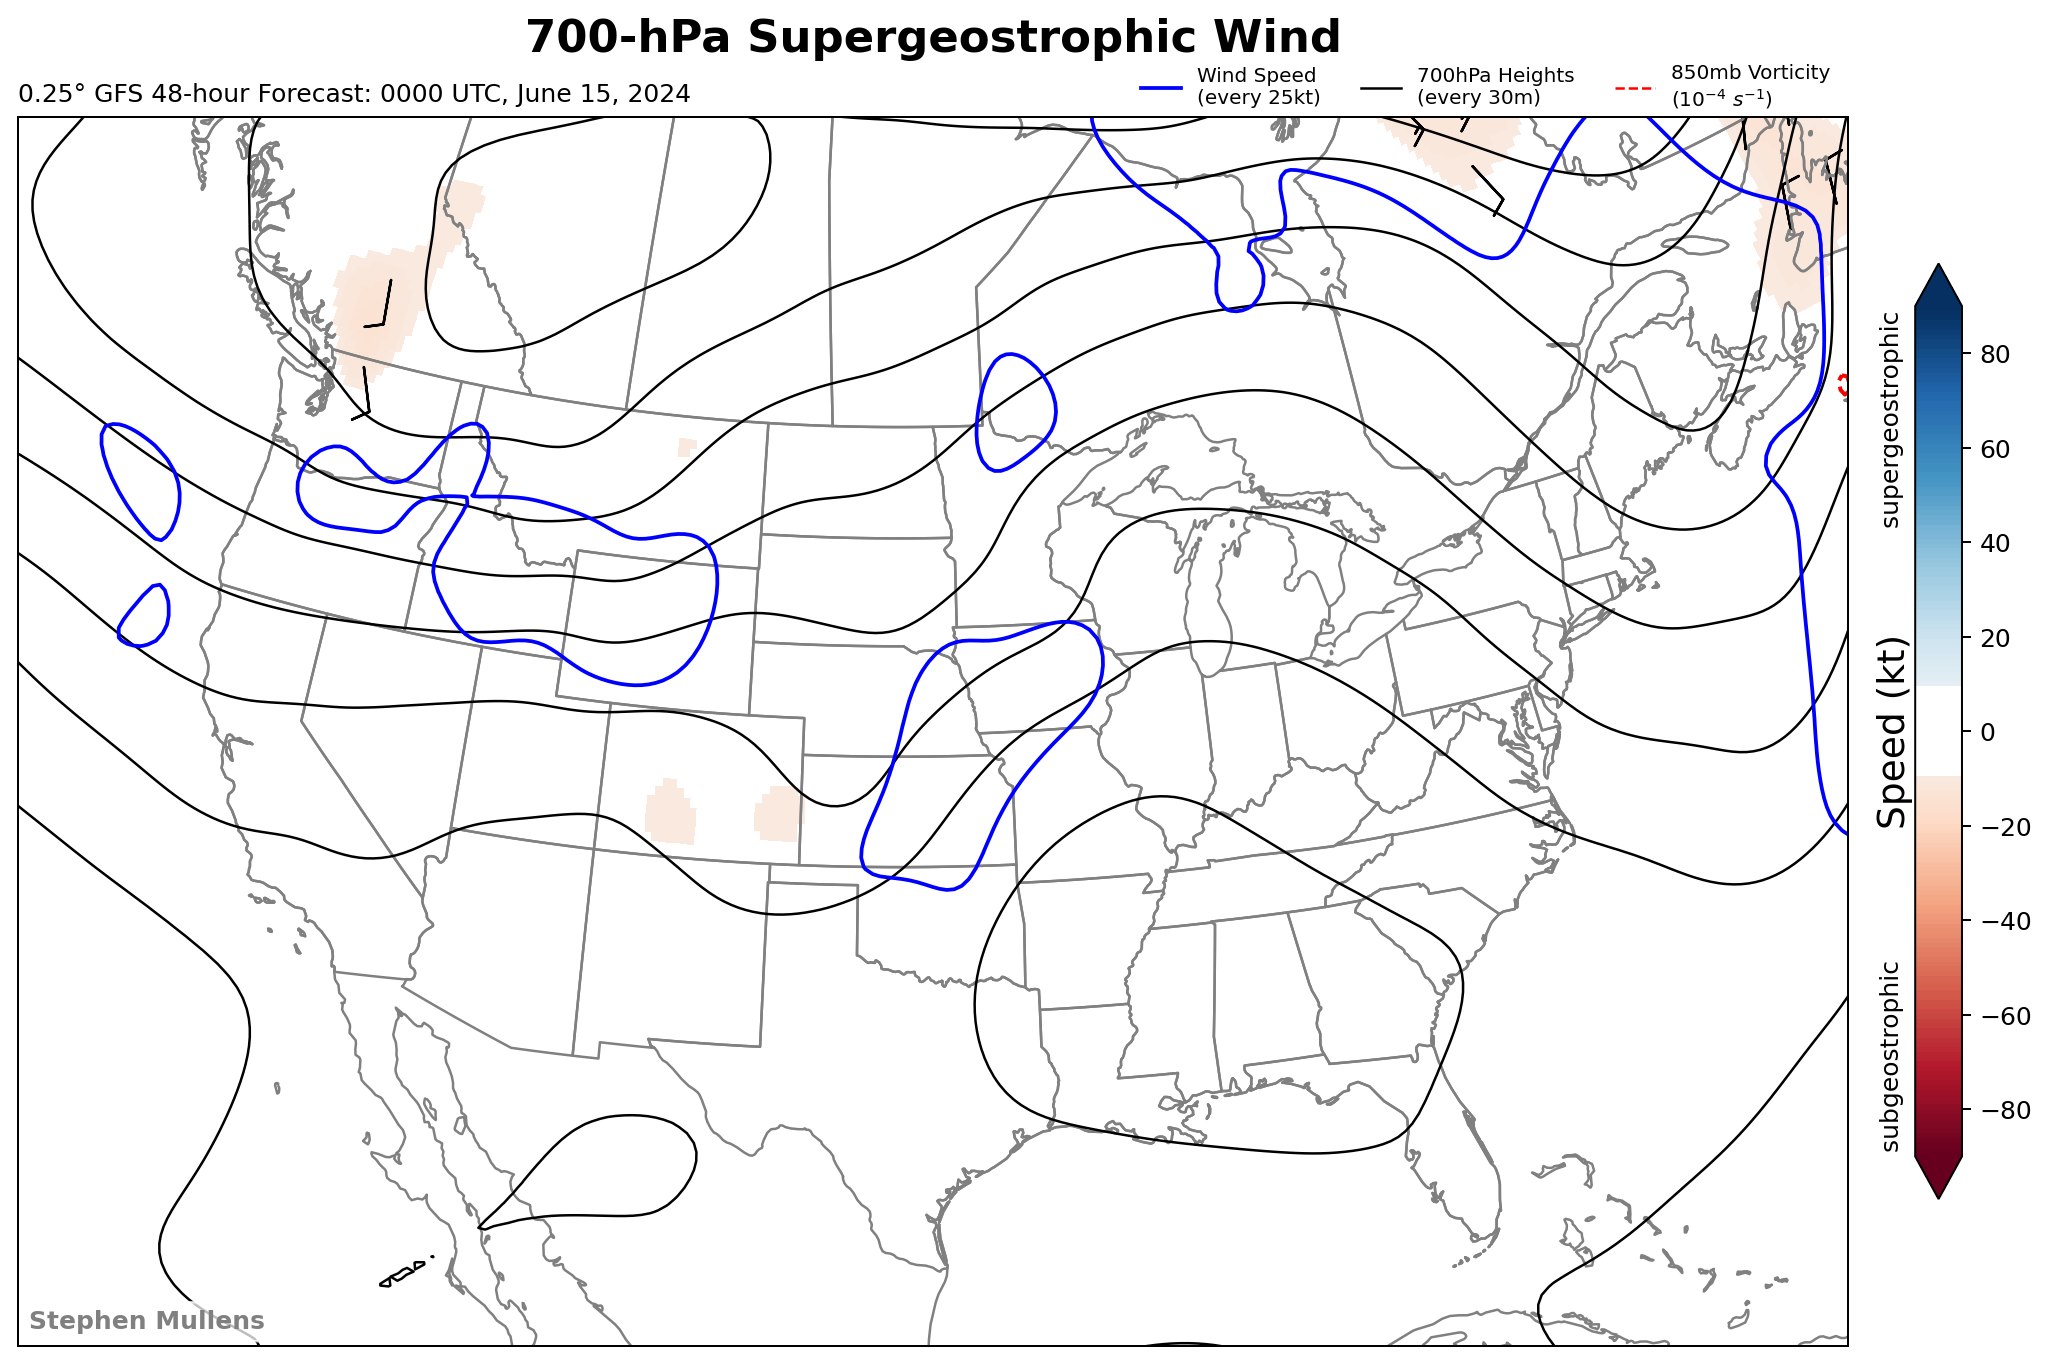 700-hPa Supergeostrophic Wind
0.25° GFS 48-hour Forecast: 0000 UTC, June 15, 2024
Wind Speed
(every 25kt)
700hPa Heights
(every 30m)
850mb Vorticity
(10⁻⁴ s⁻¹)
supergeostrophic
Speed (kt)
subgeostrophic
80
60
40
20
0
−20
−40
−60
−80
Stephen Mullens